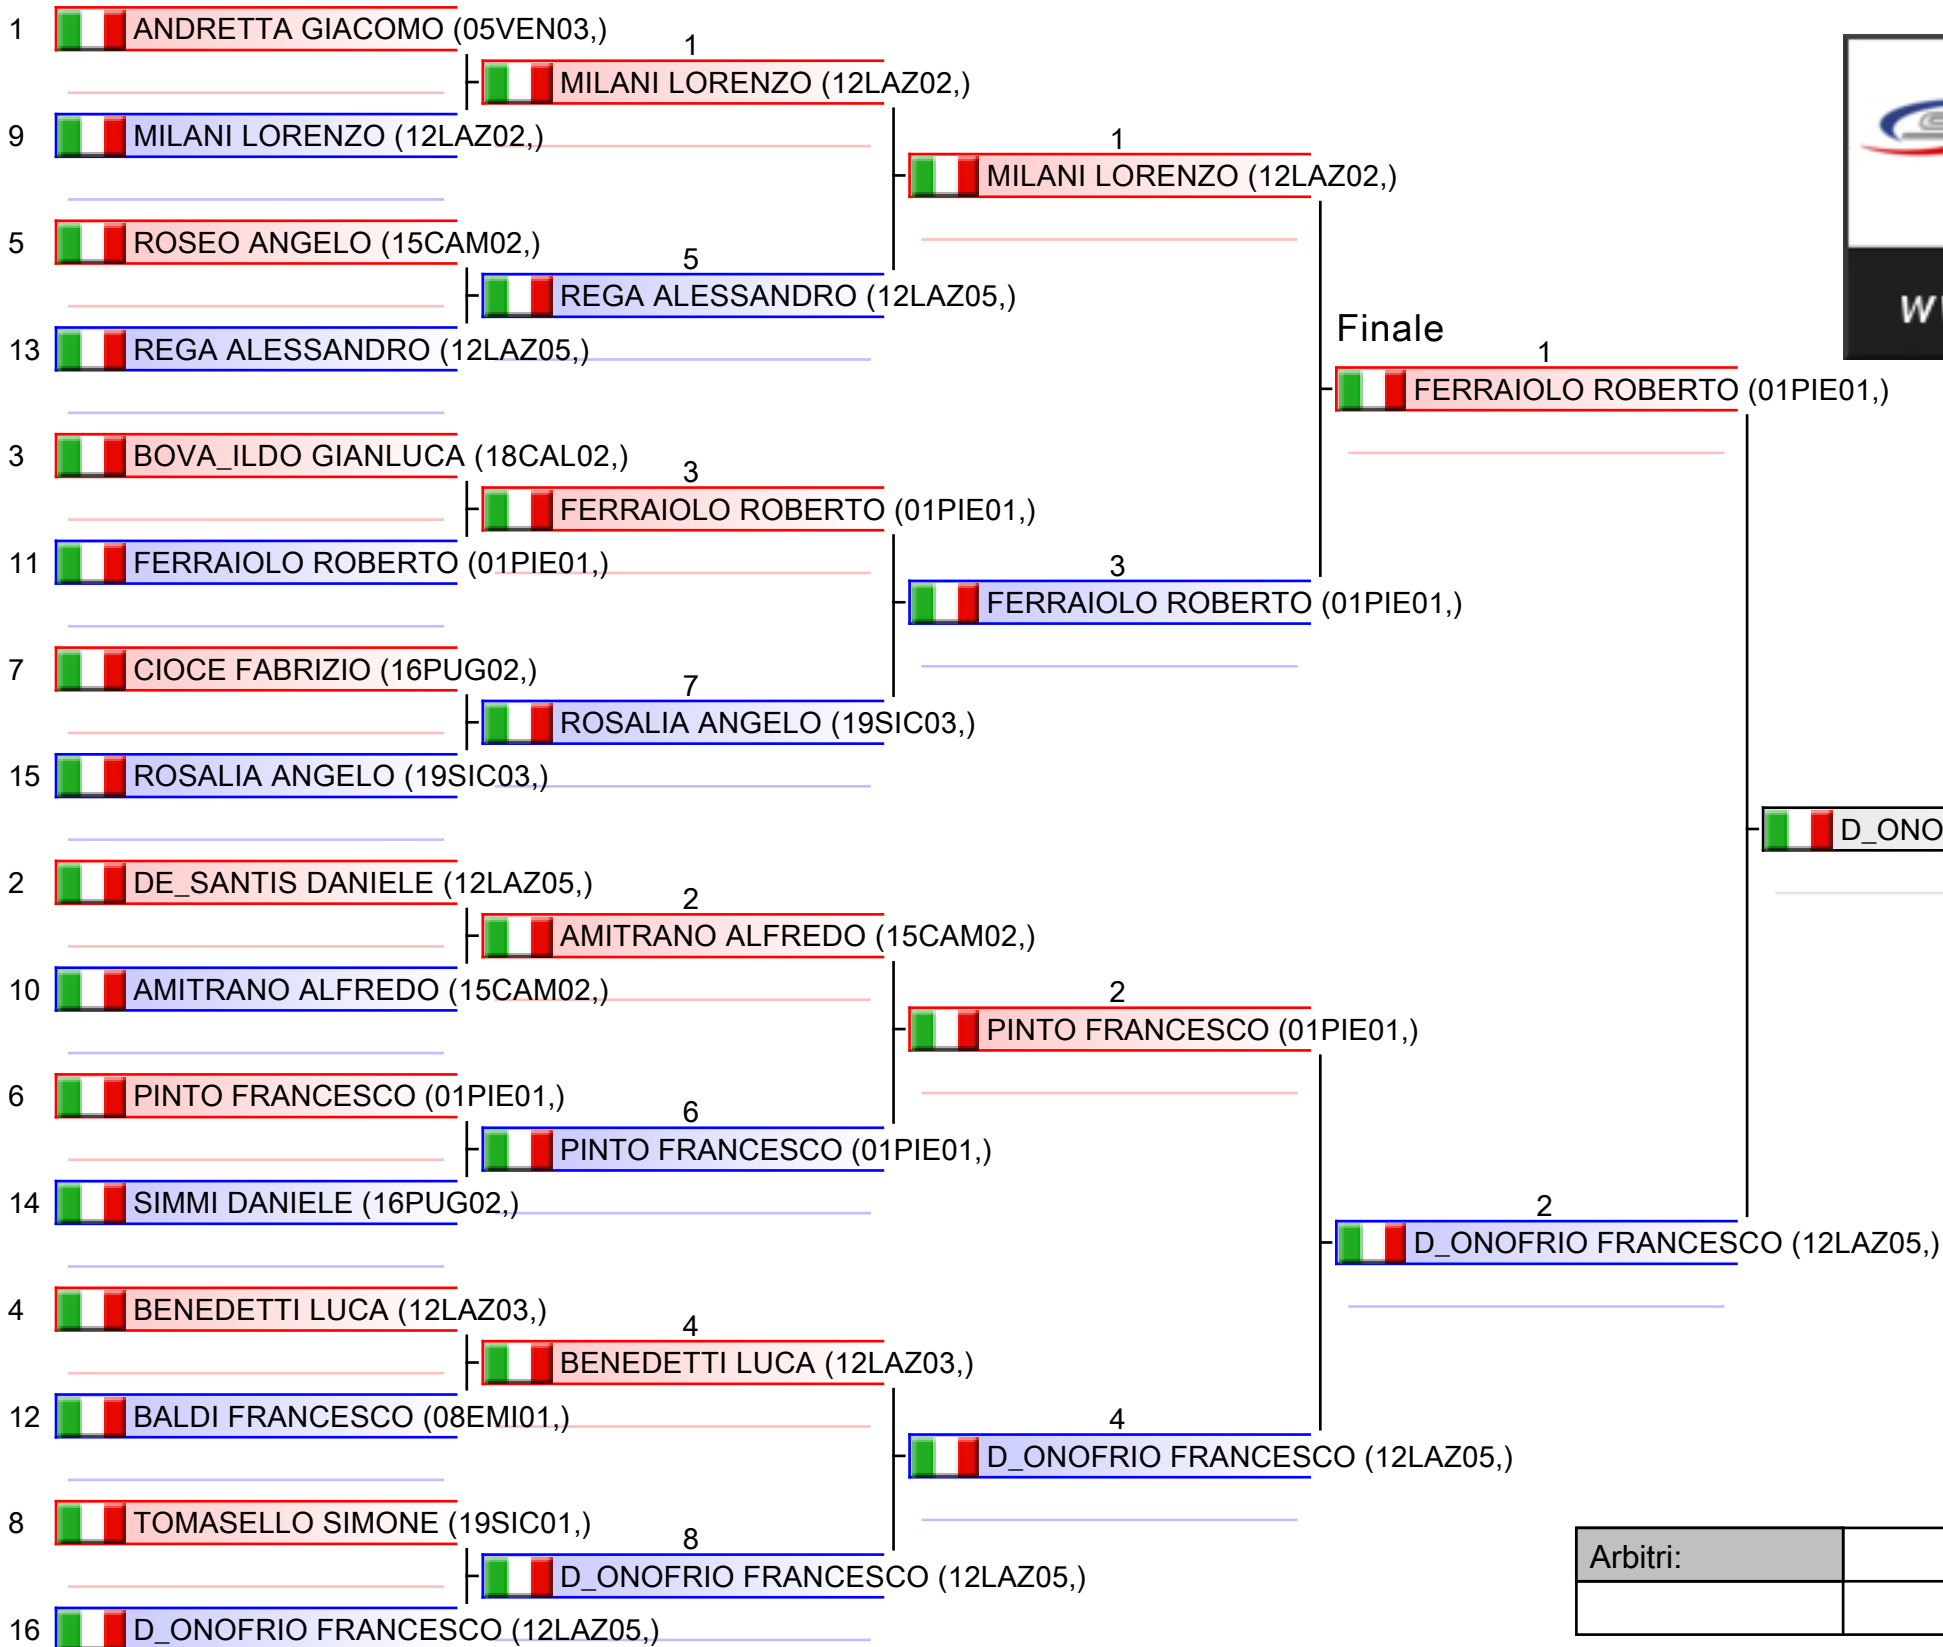 1 ANDRETTA GIACOMO (05VEN03,)
1
MILANI LORENZO (12LAZ02,)
9 MILANI LORENZO (12LAZ02,)
1
MILANI LORENZO (12LAZ02,)
5 ROSEO ANGELO (15CAM02,)
5
REGA ALESSANDRO (12LAZ05,)
13 REGA ALESSANDRO (12LAZ05,)
Finale
1
FERRAIOLO ROBERTO (01PIE01,)
3 BOVA_ILDO GIANLUCA (18CAL02,)
3
FERRAIOLO ROBERTO (01PIE01,)
11 FERRAIOLO ROBERTO (01PIE01,)
3
FERRAIOLO ROBERTO (01PIE01,)
7 CIOCE FABRIZIO (16PUG02,)
7
ROSALIA ANGELO (19SIC03,)
15 ROSALIA ANGELO (19SIC03,)
D_ONO
2 DE_SANTIS DANIELE (12LAZ05,)
2
AMITRANO ALFREDO (15CAM02,)
10 AMITRANO ALFREDO (15CAM02,)
2
PINTO FRANCESCO (01PIE01,)
6 PINTO FRANCESCO (01PIE01,)
6
PINTO FRANCESCO (01PIE01,)
14 SIMMI DANIELE (16PUG02,)
2
D_ONOFRIO FRANCESCO (12LAZ05,)
4 BENEDETTI LUCA (12LAZ03,)
4
BENEDETTI LUCA (12LAZ03,)
12 BALDI FRANCESCO (08EMI01,)
4
D_ONOFRIO FRANCESCO (12LAZ05,)
8 TOMASELLO SIMONE (19SIC01,)
8
D_ONOFRIO FRANCESCO (12LAZ05,)
Arbitri:
16 D_ONOFRIO FRANCESCO (12LAZ05,)